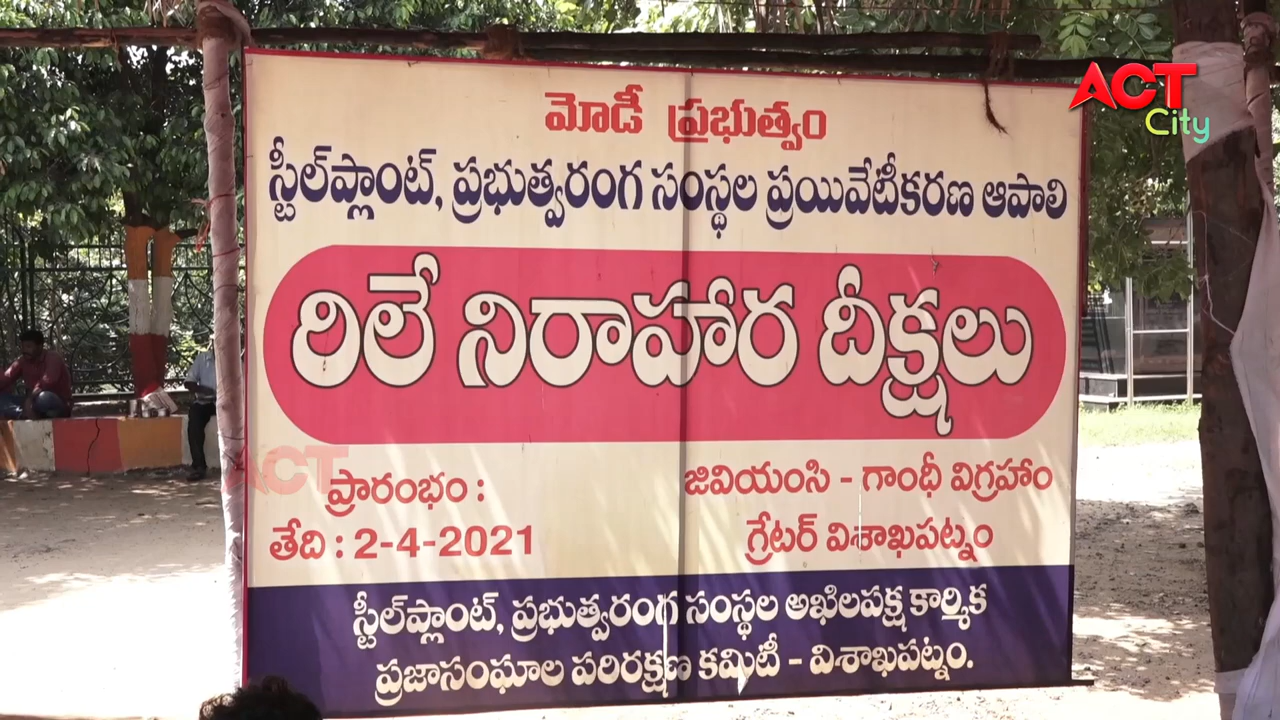 మోడీ ప్రభుత్వం
స్టీల్‌ప్లాంట్, ప్రభుత్వరంగ సంస్థల ప్రయివేటీకరణ ఆపాలి
రిలే నిరాహార దీక్షలు
ప్రారంభం :
తేది : 2-4-2021
జివియంసి - గాంధీ విగ్రహం
గ్రేటర్ విశాఖపట్నం
స్టీల్‌ప్లాంట్, ప్రభుత్వరంగ సంస్థల అఖిలపక్ష కార్మిక
ప్రజాసంఘాల పరిరక్షణ కమిటీ - విశాఖపట్నం.
ACT
City
ACT